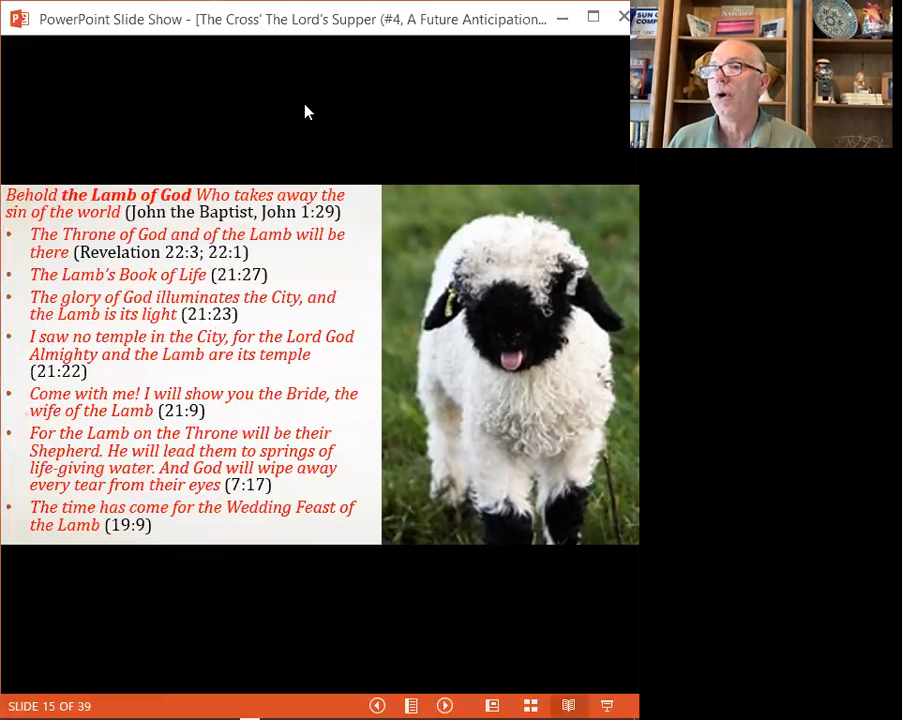 PowerPoint Slide Show - [The Cross' The Lord's Supper (#4, A Future Anticipation...
Behold the Lamb of God Who takes away the
sin of the world (John the Baptist, John 1:29)
• The Throne of God and of the Lamb will be
there (Revelation 22:3; 22:1)
• The Lamb's Book of Life (21:27)
• The glory of God illuminates the City, and
the Lamb is its light (21:23)
• I saw no temple in the City, for the Lord God
Almighty and the Lamb are its temple
(21:22)
• Come with me! I will show you the Bride, the
wife of the Lamb (21:9)
• For the Lamb on the Throne will be their
Shepherd. He will lead them to springs of
life-giving water. And God will wipe away
every tear from their eyes (7:17)
• The time has come for the Wedding Feast of
the Lamb (19:9)
SLIDE 15 OF 39